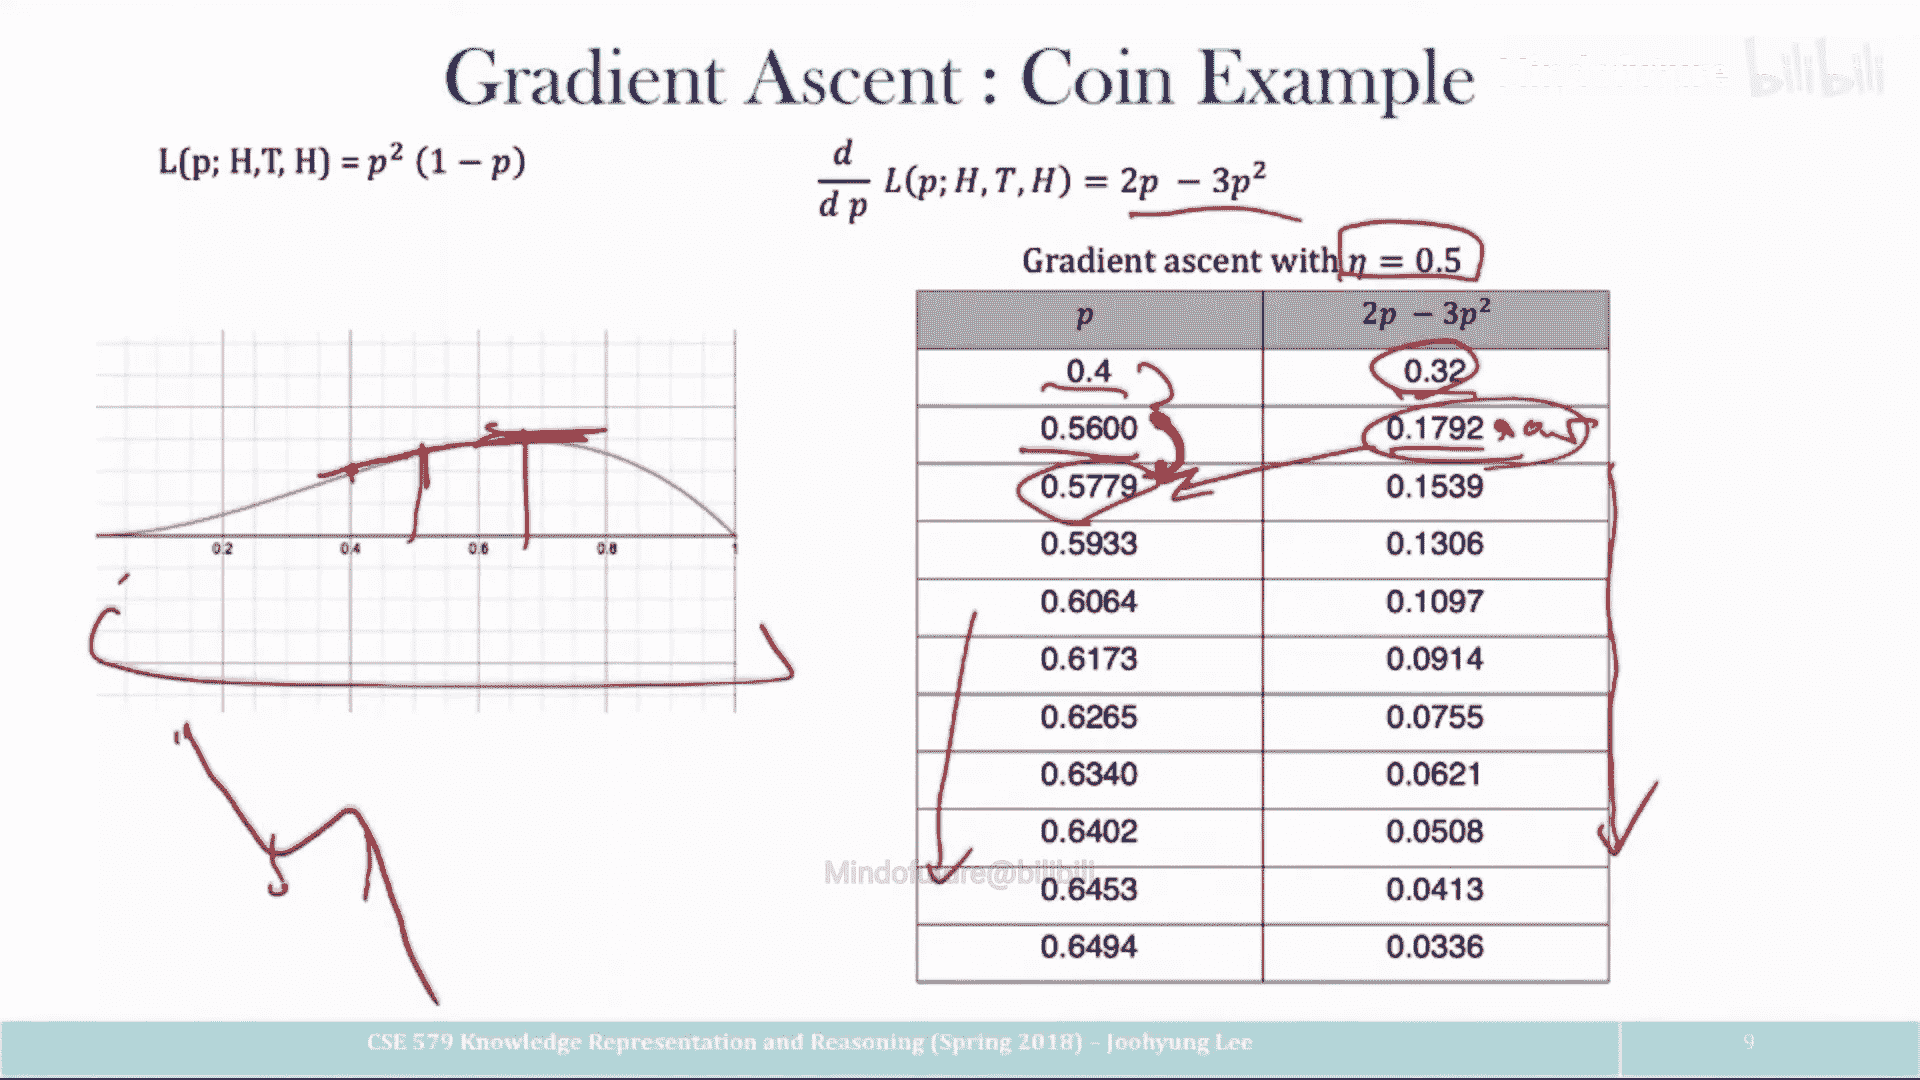 Gradient Ascent : Coin Example
bilibili
L(p; H,T, H) = p² (1 − p)
d/dp L(p; H, T, H) = 2p − 3p²
Gradient ascent with η = 0.5
p 2p − 3p²
0.4 0.32
0.5600 0.1792
0.5779 0.1539
0.5933 0.1306
0.6064 0.1097
0.6173 0.0914
0.6265 0.0755
0.6340 0.0621
0.6402 0.0508
0.6453 0.0413
0.6494 0.0336
0.2 0.4 0.6 0.8 1
Mindofuture@bilibili
CSE 579 Knowledge Representation and Reasoning (Spring 2018) – Joohyung Lee
9